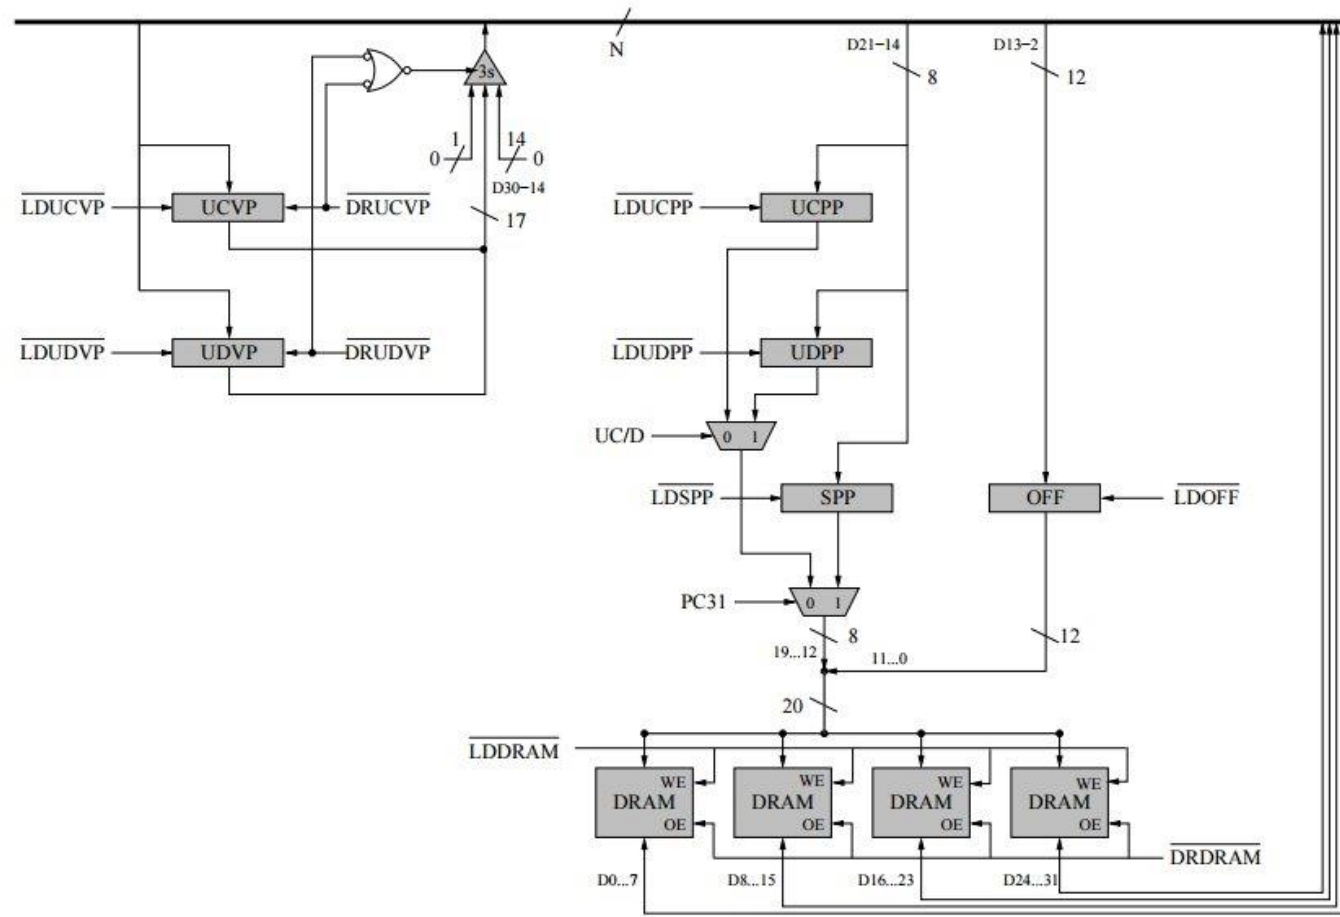 N
D21−14
8
D13−2
12
3s
0
1
14
0
D30−14
17
LDUCVP
UCVP
DRUCVP
LDUCPP
UCPP
LDUDVP
UDVP
DRUDVP
LDUDPP
UDPP
UC/D
0 1
LDSPP
SPP
OFF
LDOFF
PC31
0 1
8
12
19...12
11...0
20
LDDRAM
WE
DRAM
OE
WE
DRAM
OE
WE
DRAM
OE
WE
DRAM
OE
DRDRAM
D0...7
D8...15
D16...23
D24...31